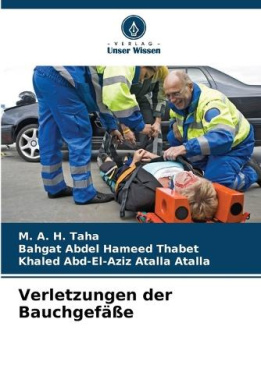 - VERLAG -
Unser Wissen
M. A. H. Taha
Bahgat Abdel Hameed Thabet
Khaled Abd-El-Aziz Atalla Atalla
Verletzungen der
Bauchgefäße